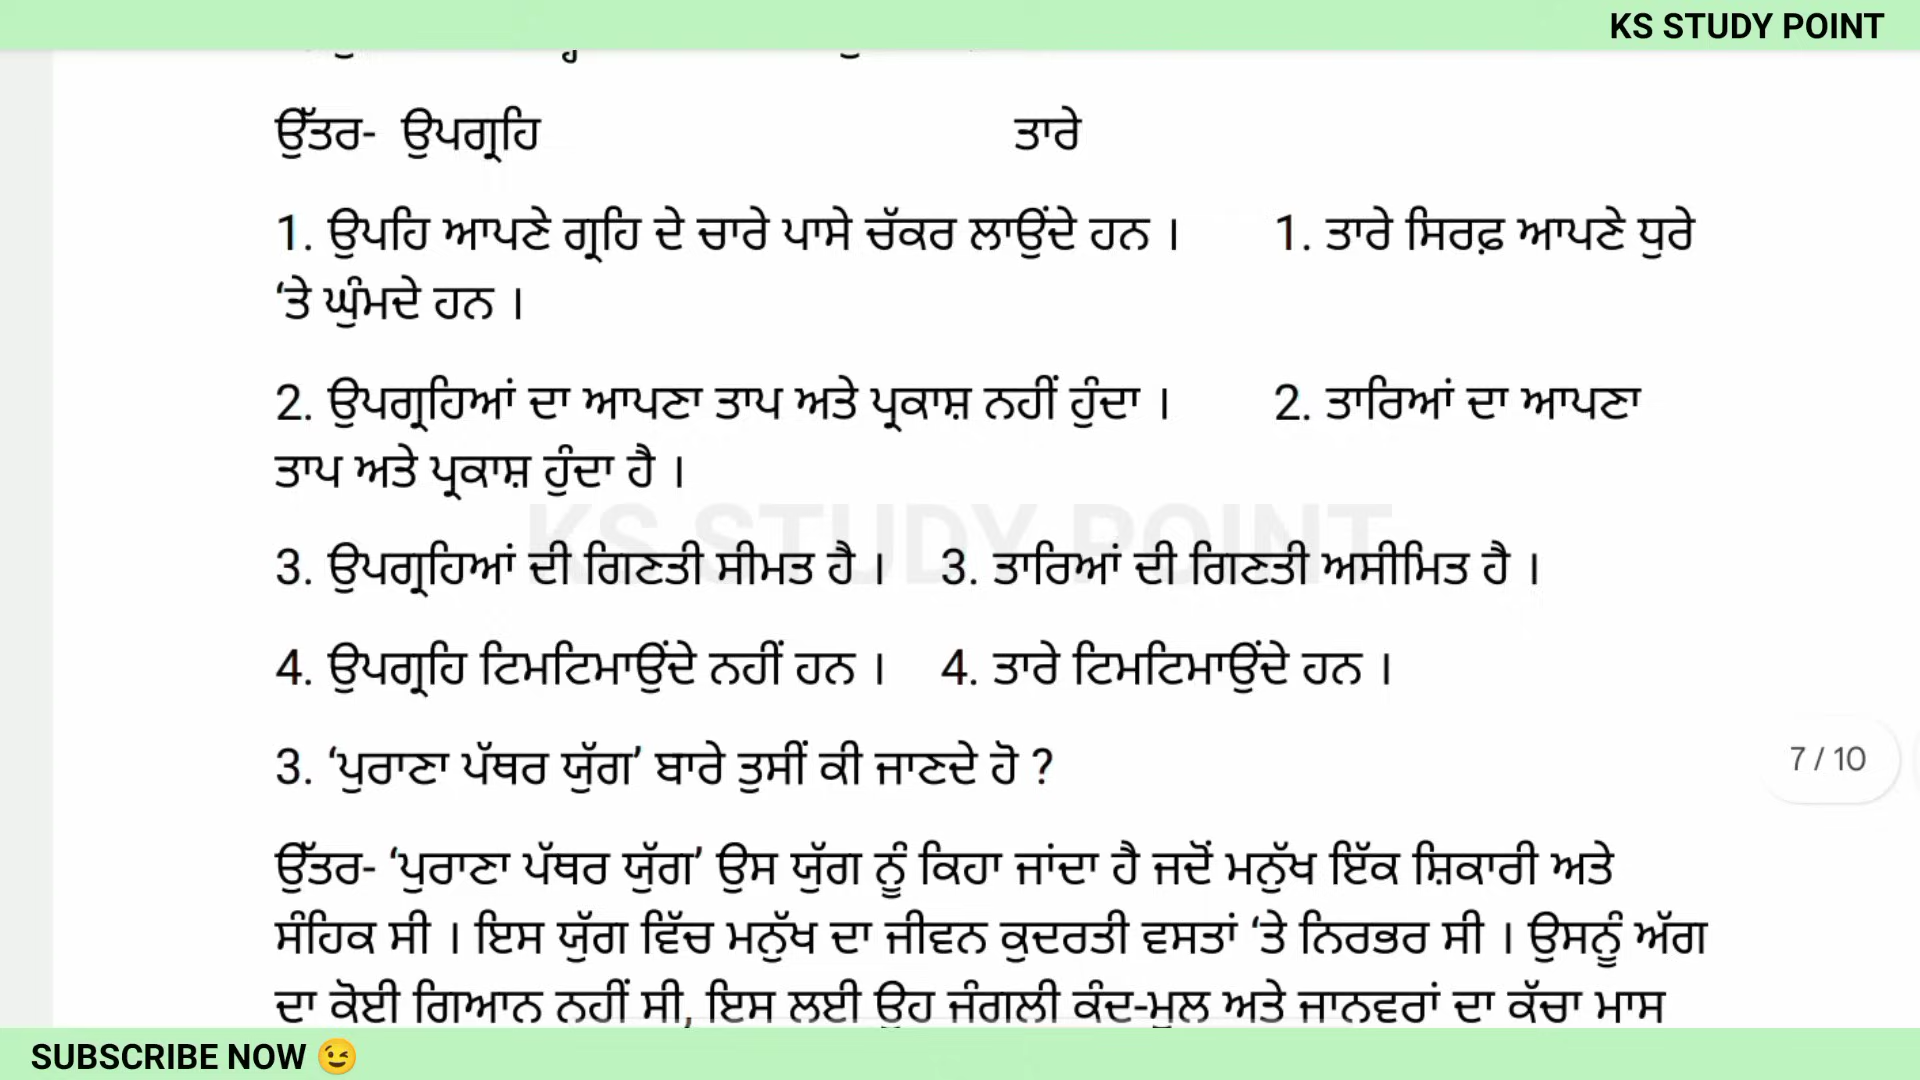 KS STUDY POINT
ਉੱਤਰ- ਉਪਗ੍ਰਹਿ ਤਾਰੇ
1. ਉਪਹਿ ਆਪਣੇ ਗ੍ਰਹਿ ਦੇ ਚਾਰੇ ਪਾਸੇ ਚੱਕਰ ਲਾਉਂਦੇ ਹਨ । 1. ਤਾਰੇ ਸਿਰਫ਼ ਆਪਣੇ ਧੁਰੇ
‘ਤੇ ਘੁੰਮਦੇ ਹਨ ।
2. ਉਪਗ੍ਰਹਿਆਂ ਦਾ ਆਪਣਾ ਤਾਪ ਅਤੇ ਪ੍ਰਕਾਸ਼ ਨਹੀਂ ਹੁੰਦਾ । 2. ਤਾਰਿਆਂ ਦਾ ਆਪਣਾ
ਤਾਪ ਅਤੇ ਪ੍ਰਕਾਸ਼ ਹੁੰਦਾ ਹੈ ।
KS STUDY POINT
3. ਉਪਗ੍ਰਹਿਆਂ ਦੀ ਗਿਣਤੀ ਸੀਮਤ ਹੈ । 3. ਤਾਰਿਆਂ ਦੀ ਗਿਣਤੀ ਅਸੀਮਿਤ ਹੈ ।
4. ਉਪਗ੍ਰਹਿ ਟਿਮਟਿਮਾਉਂਦੇ ਨਹੀਂ ਹਨ । 4. ਤਾਰੇ ਟਿਮਟਿਮਾਉਂਦੇ ਹਨ ।
3. ‘ਪੁਰਾਣਾ ਪੱਥਰ ਯੁੱਗ’ ਬਾਰੇ ਤੁਸੀਂ ਕੀ ਜਾਣਦੇ ਹੋ ?
7 / 10
ਉੱਤਰ- ‘ਪੁਰਾਣਾ ਪੱਥਰ ਯੁੱਗ’ ਉਸ ਯੁੱਗ ਨੂੰ ਕਿਹਾ ਜਾਂਦਾ ਹੈ ਜਦੋਂ ਮਨੁੱਖ ਇੱਕ ਸ਼ਿਕਾਰੀ ਅਤੇ
ਸੰਹਿਕ ਸੀ । ਇਸ ਯੁੱਗ ਵਿੱਚ ਮਨੁੱਖ ਦਾ ਜੀਵਨ ਕੁਦਰਤੀ ਵਸਤਾਂ ‘ਤੇ ਨਿਰਭਰ ਸੀ । ਉਸਨੂੰ ਅੱਗ
ਦਾ ਕੋਈ ਗਿਆਨ ਨਹੀਂ ਸੀ, ਇਸ ਲਈ ਉਹ ਜੰਗਲੀ ਕੰਦ-ਮੂਲ ਅਤੇ ਜਾਨਵਰਾਂ ਦਾ ਕੱਚਾ ਮਾਸ
SUBSCRIBE NOW 😉